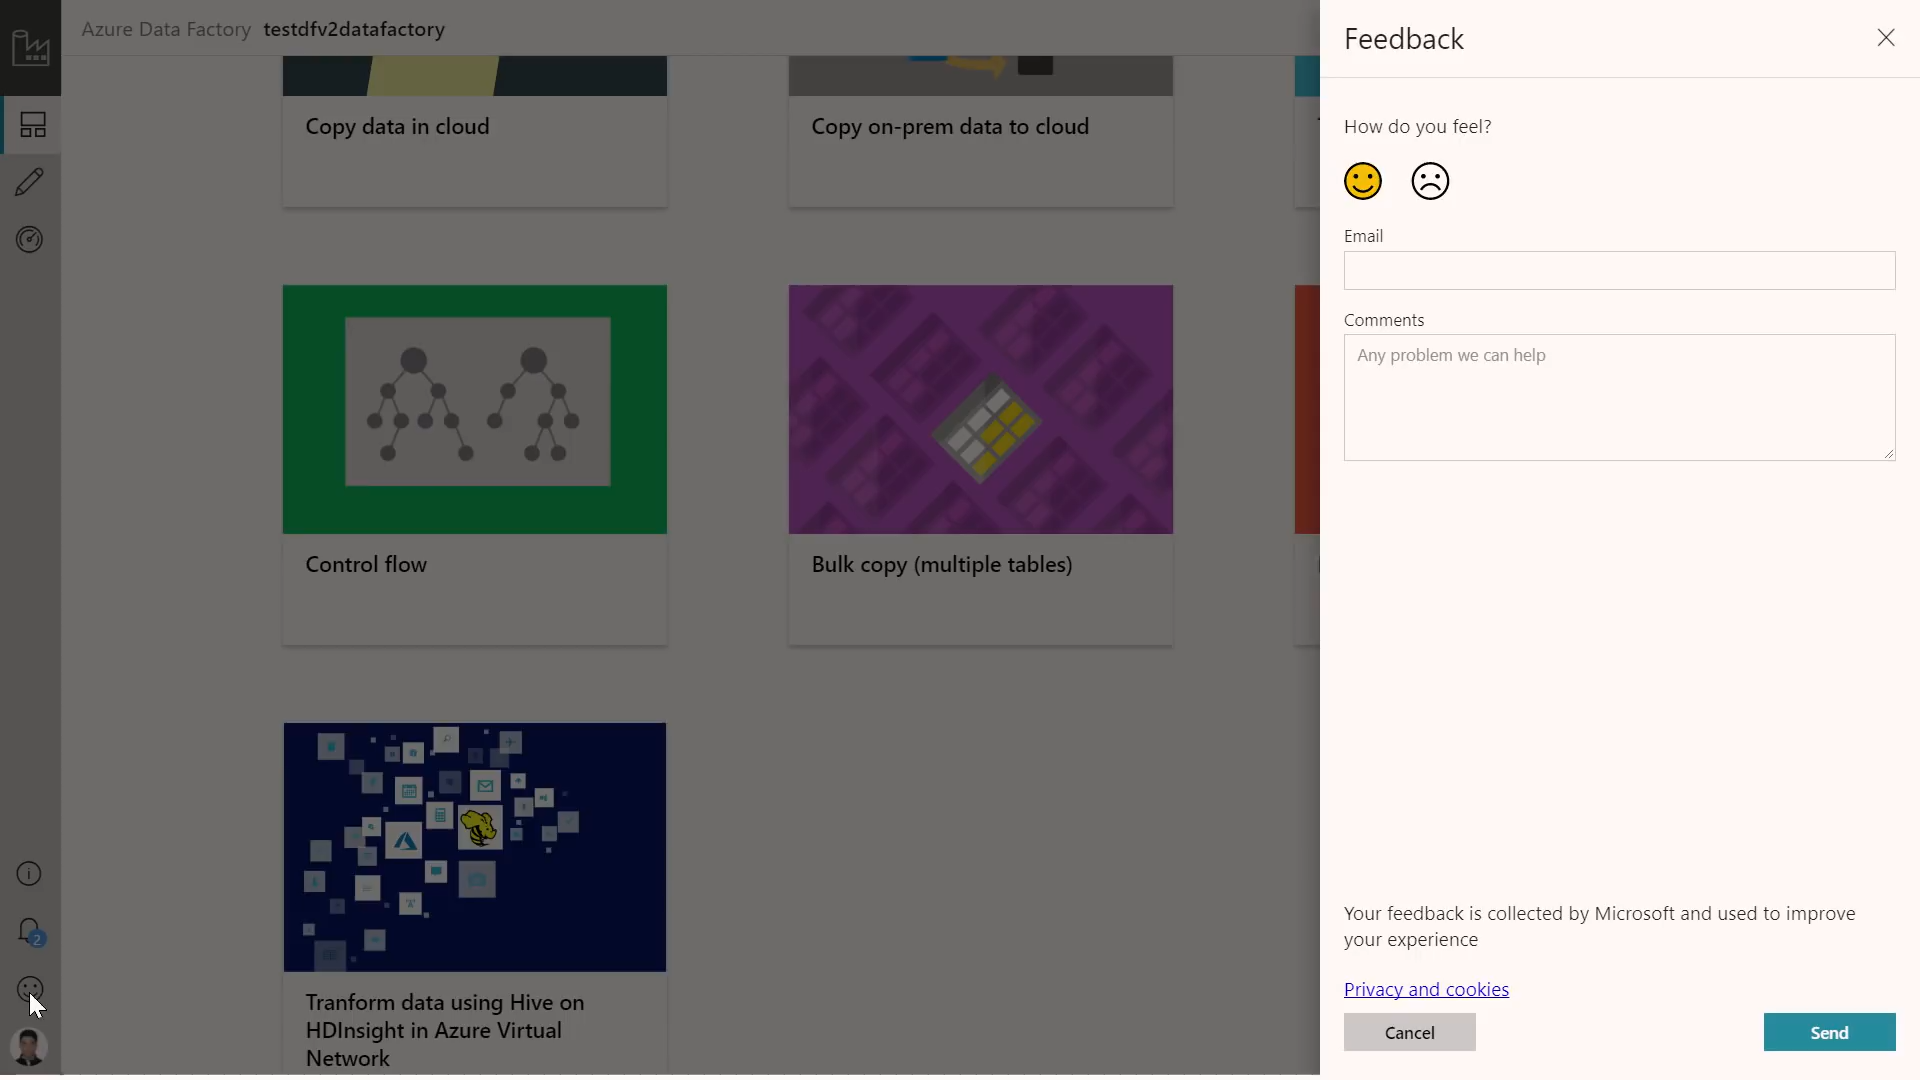 Azure Data Factory testdfv2datafactory
Copy data in cloud
Copy on-prem data to cloud
Control flow
Bulk copy (multiple tables)
Tranform data using Hive on
HDInsight in Azure Virtual
Network
2
Feedback
How do you feel?
Email
Comments
Any problem we can help
Your feedback is collected by Microsoft and used to improve
your experience
Privacy and cookies
Cancel
Send